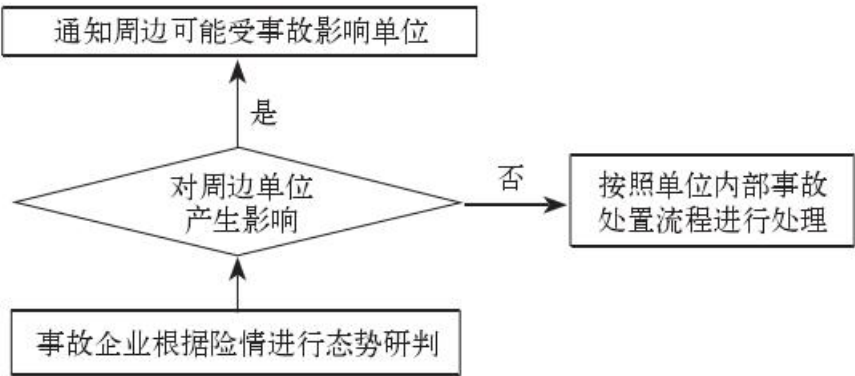 通知周边可能受事故影响单位
是
对周边单位
产生影响
否
按照单位内部事故
处置流程进行处理
事故企业根据险情进行态势研判